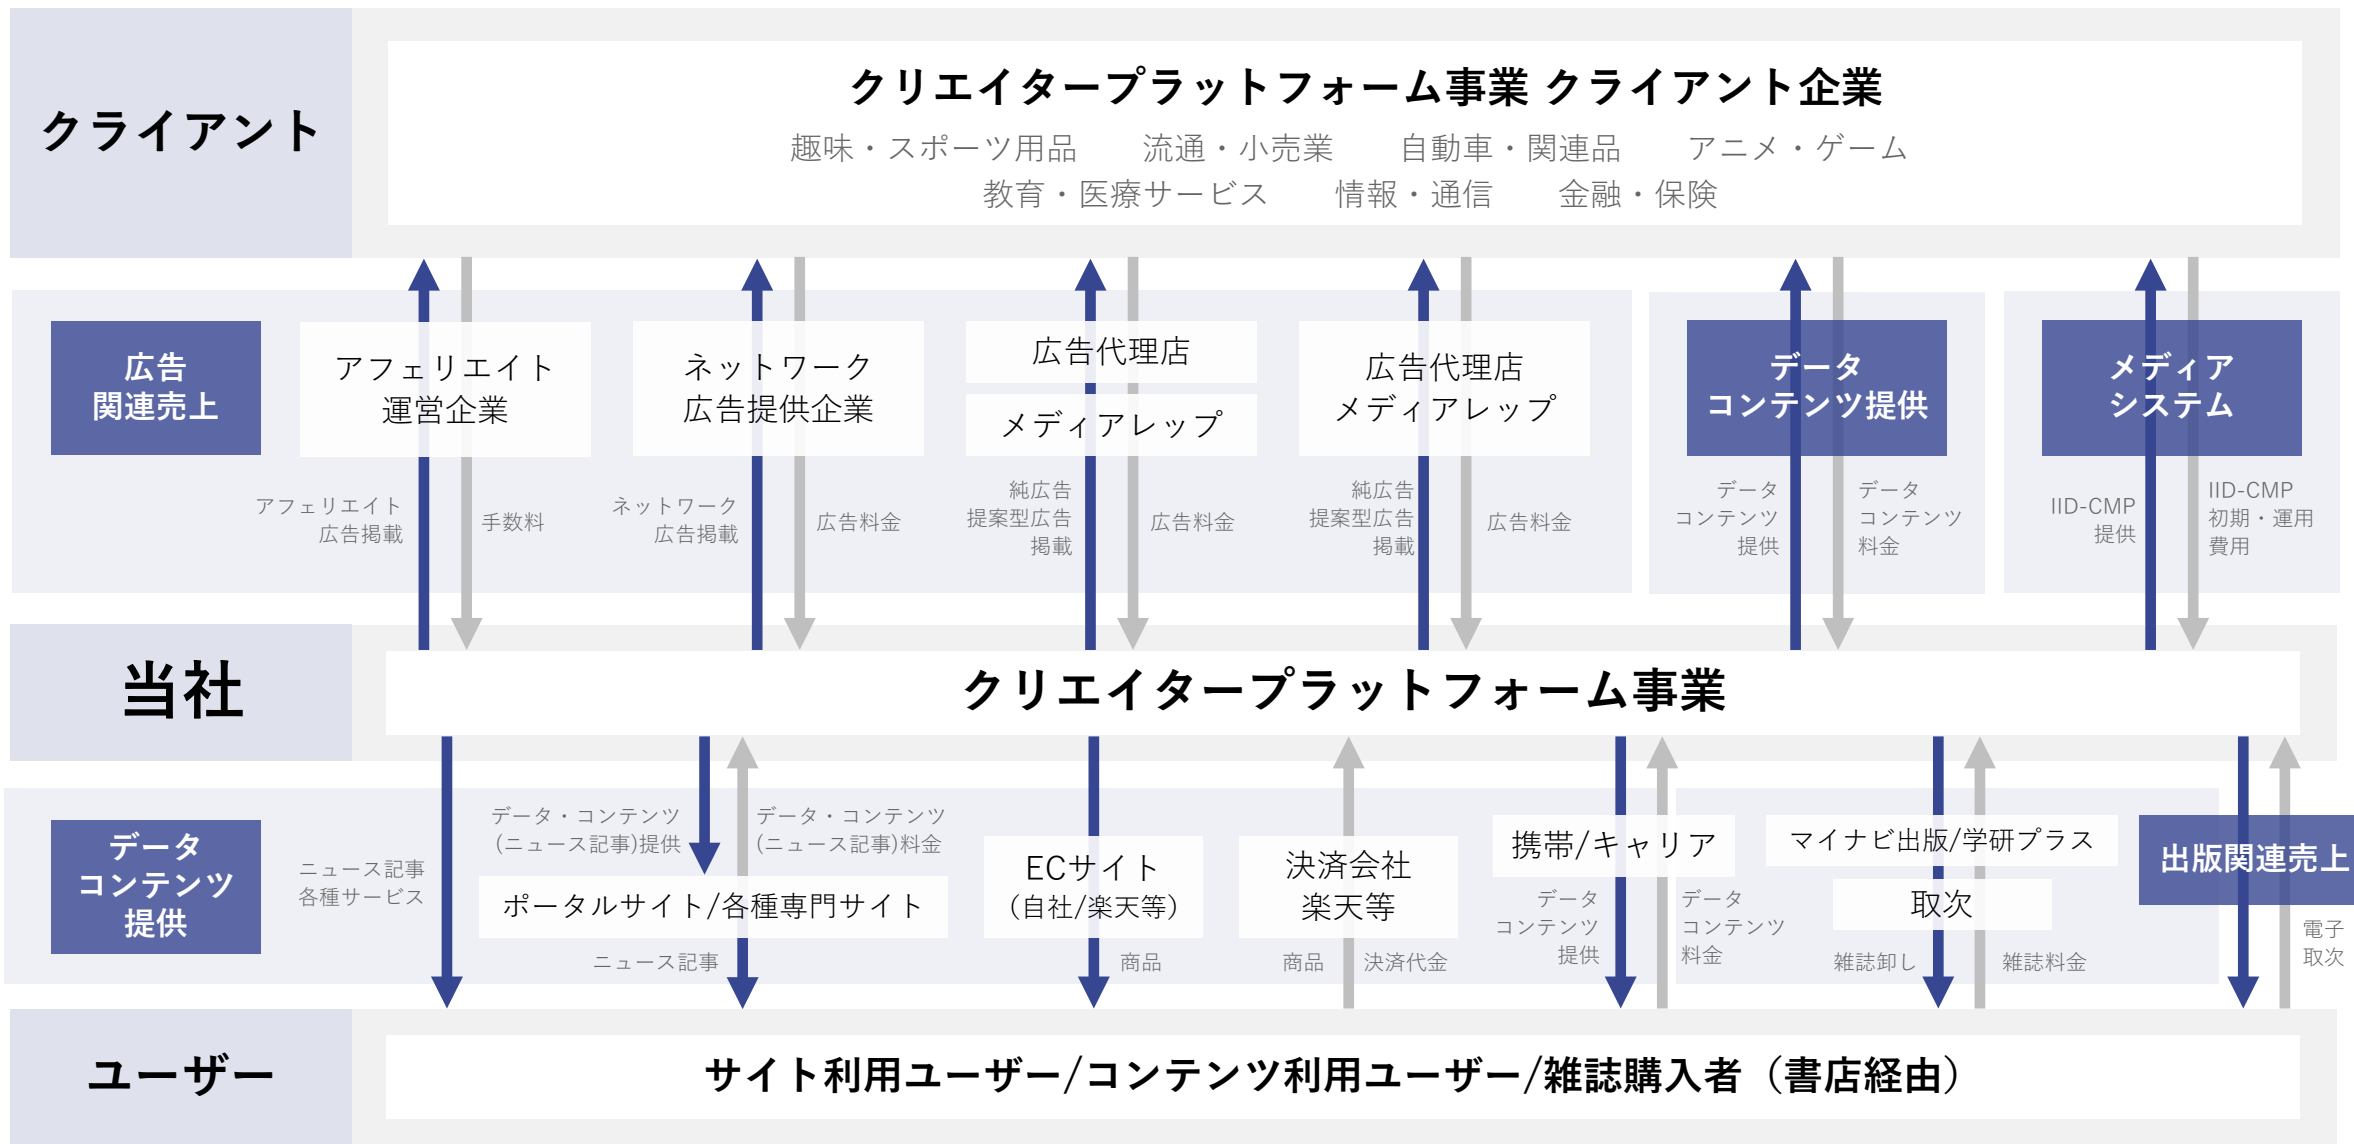 クライアント
クリエイタープラットフォーム事業 クライアント企業
趣味・スポーツ用品　流通・小売業　自動車・関連品　アニメ・ゲーム
教育・医療サービス　情報・通信　金融・保険
広告
関連売上
アフェリエイト
運営企業
ネットワーク
広告提供企業
広告代理店
メディアレップ
広告代理店
メディアレップ
データ
コンテンツ提供
メディア
システム
アフェリエイト
広告掲載
手数料
ネットワーク
広告掲載
広告料金
純広告
提案型広告
掲載
広告料金
純広告
提案型広告
掲載
広告料金
データ
コンテンツ
提供
データ
コンテンツ
料金
IID-CMP
提供
IID-CMP
初期・運用
費用
当社
クリエイタープラットフォーム事業
データ
コンテンツ
提供
ニュース記事
各種サービス
データ・コンテンツ
(ニュース記事)提供
データ・コンテンツ
(ニュース記事)料金
ポータルサイト/各種専門サイト
ニュース記事
ECサイト
（自社/楽天等）
商品
決済会社
楽天等
商品
決済代金
携帯/キャリア
データ
コンテンツ
提供
データ
コンテンツ
料金
マイナビ出版/学研プラス
取次
雑誌卸し
雑誌料金
出版関連売上
電子
取次
ユーザー
サイト利用ユーザー/コンテンツ利用ユーザー/雑誌購入者（書店経由）